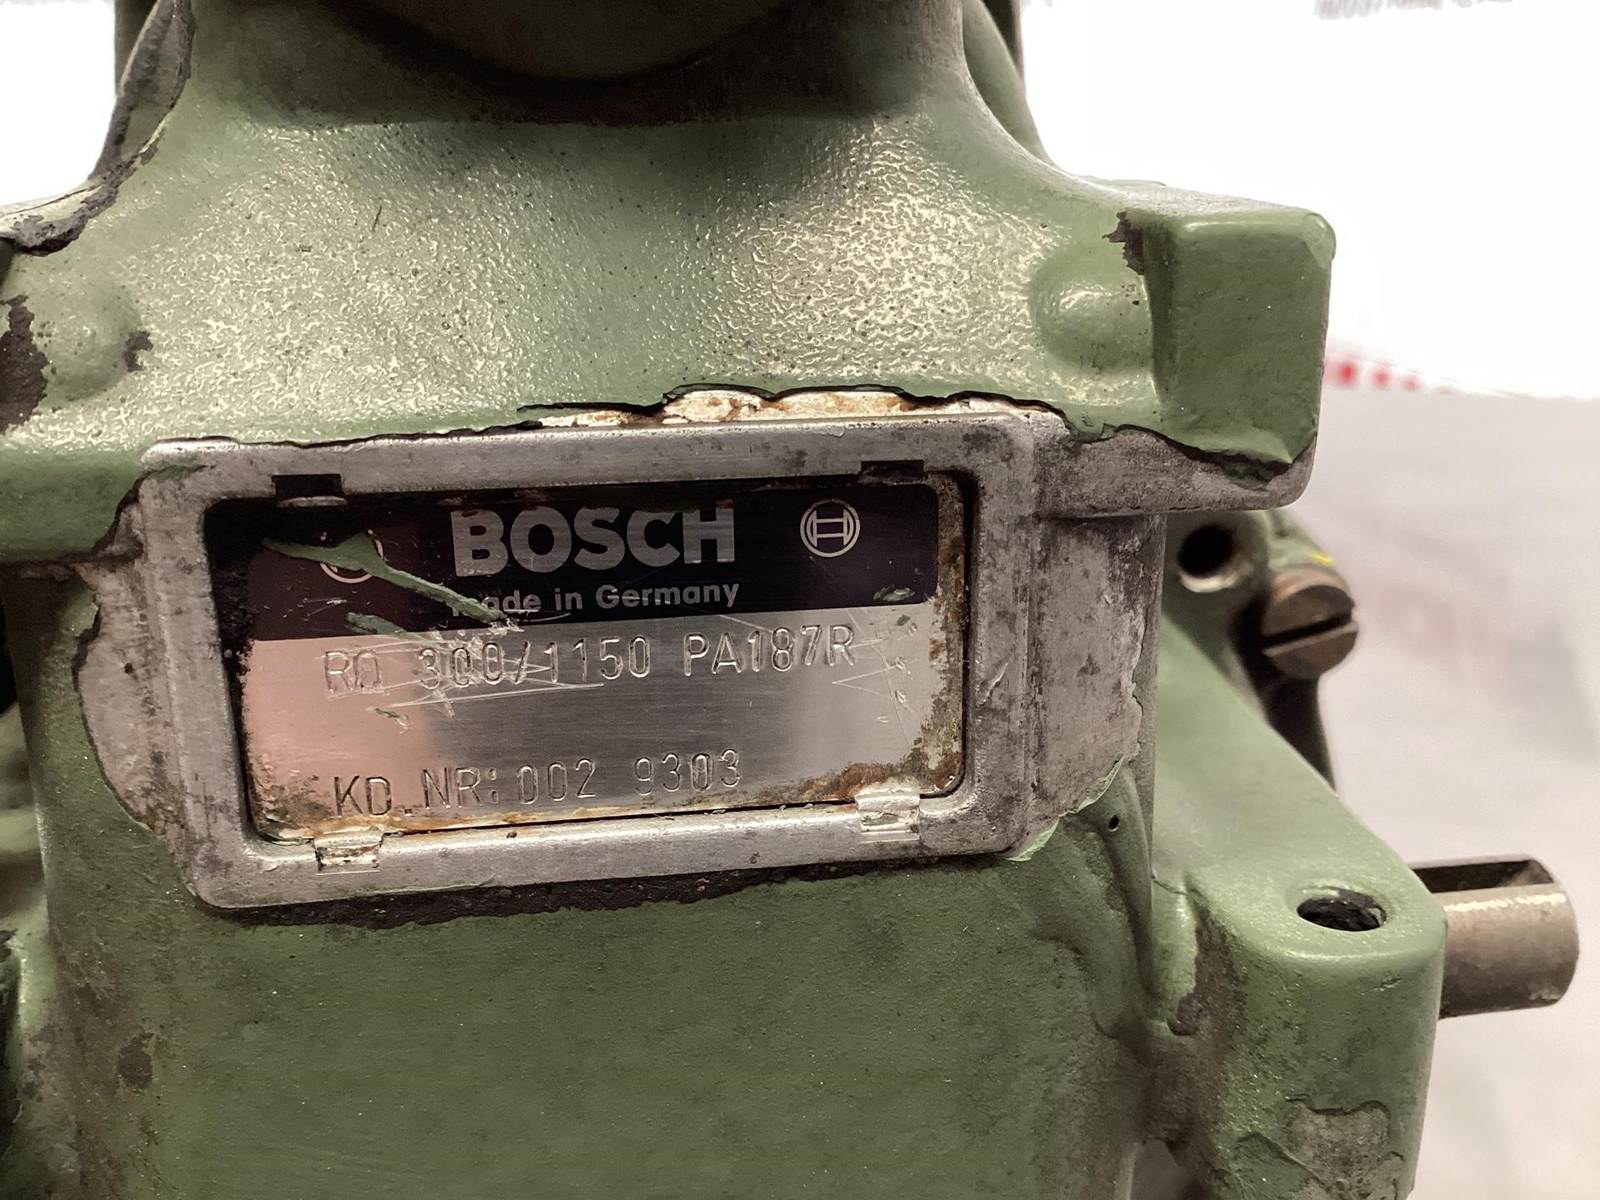 BOSCH
made in Germany
RQ 300/1150 PA187R
KD.NR: 002 9303